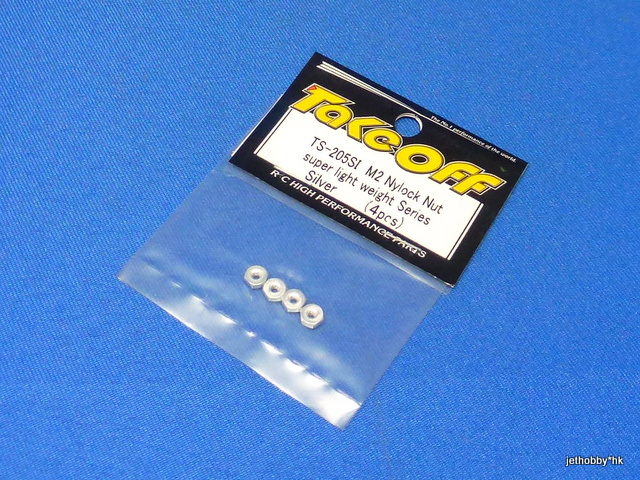 The No.1 performance of the world.
TakeOff
TS-205SI M2 Nylock Nut
super light weight Series
Silver (4pcs)
R·C HIGH PERFORMANCE PARTS
jethobby*hk